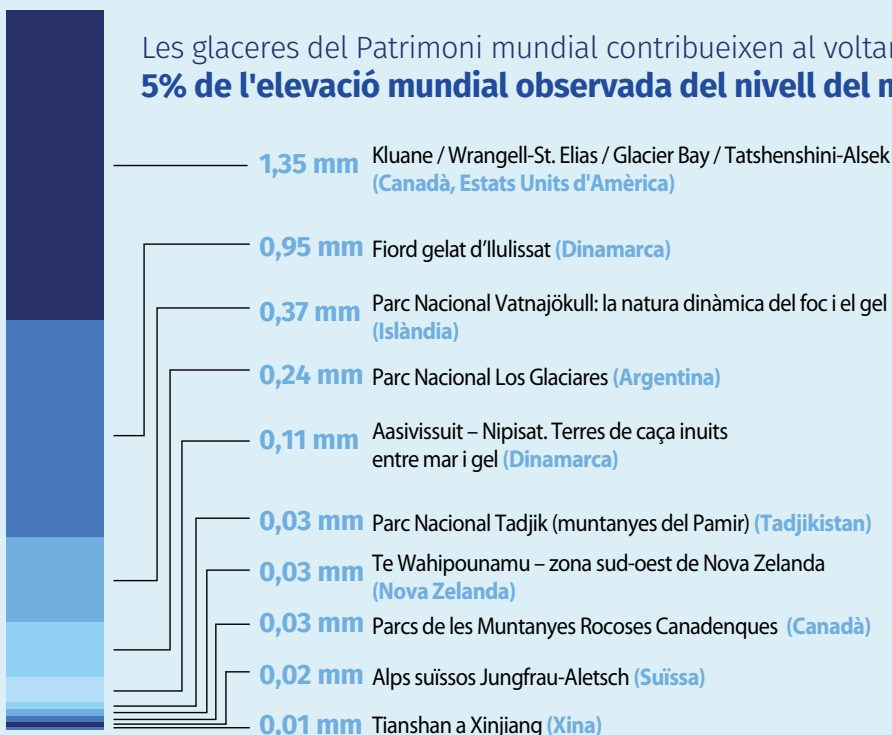 Les glaceres del Patrimoni mundial contribueixen al
5% de l'elevació mundial observada del nivell del
1,35 mm Kluane / Wrangell-St. Elias / Glacier Bay / Tatshenshini-Alsek
(Canadà, Estats Units d'Amèrica)
0,95 mm Fiord gelat d’Ilulissat (Dinamarca)
0,37 mm Parc Nacional Vatnajökull: la natura dinàmica del foc i el gel
(Islàndia)
0,24 mm Parc Nacional Los Glaciares (Argentina)
0,11 mm Aasivissuit – Nipisat. Terres de caça inuits
entre mar i gel (Dinamarca)
0,03 mm Parc Nacional Tadjik (muntanyes del Pamir) (Tadjikistan)
0,03 mm Te Wahipounamu – zona sud-oest de Nova Zelanda
(Nova Zelanda)
0,03 mm Parcs de les Muntanyes Rocoses Canadenques (Canadà)
0,02 mm Alps suïssos Jungfrau-Aletsch (Suïssa)
0,01 mm Tianshan a Xinjiang (Xina)